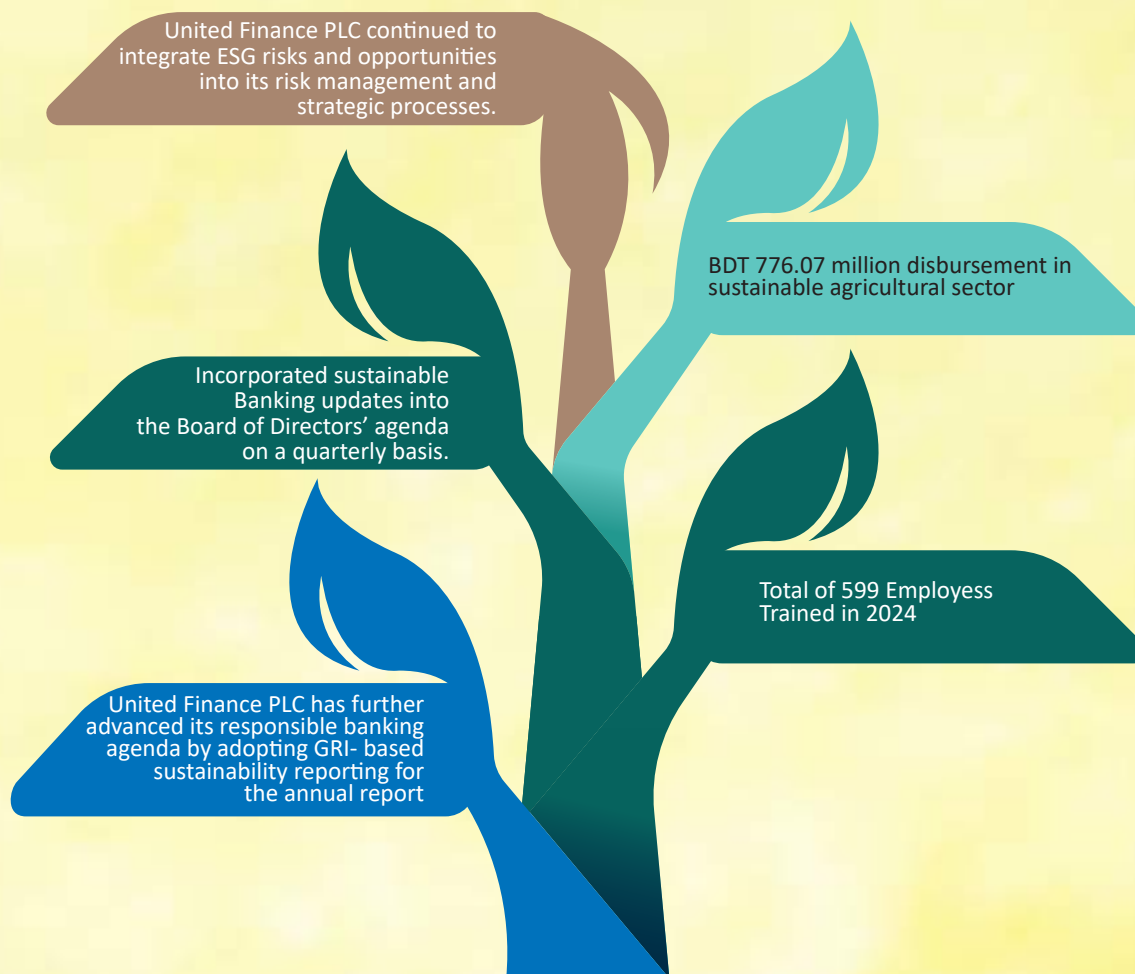 United Finance PLC continued to
integrate ESG risks and opportunities
into its risk management and
strategic processes.
BDT 776.07 million disbursement in
sustainable agricultural sector
Incorporated sustainable
Banking updates into
the Board of Directors’ agenda
on a quarterly basis.
Total of 599 Employess
Trained in 2024
United Finance PLC has further
advanced its responsible banking
agenda by adopting GRI- based
sustainability reporting for
the annual report